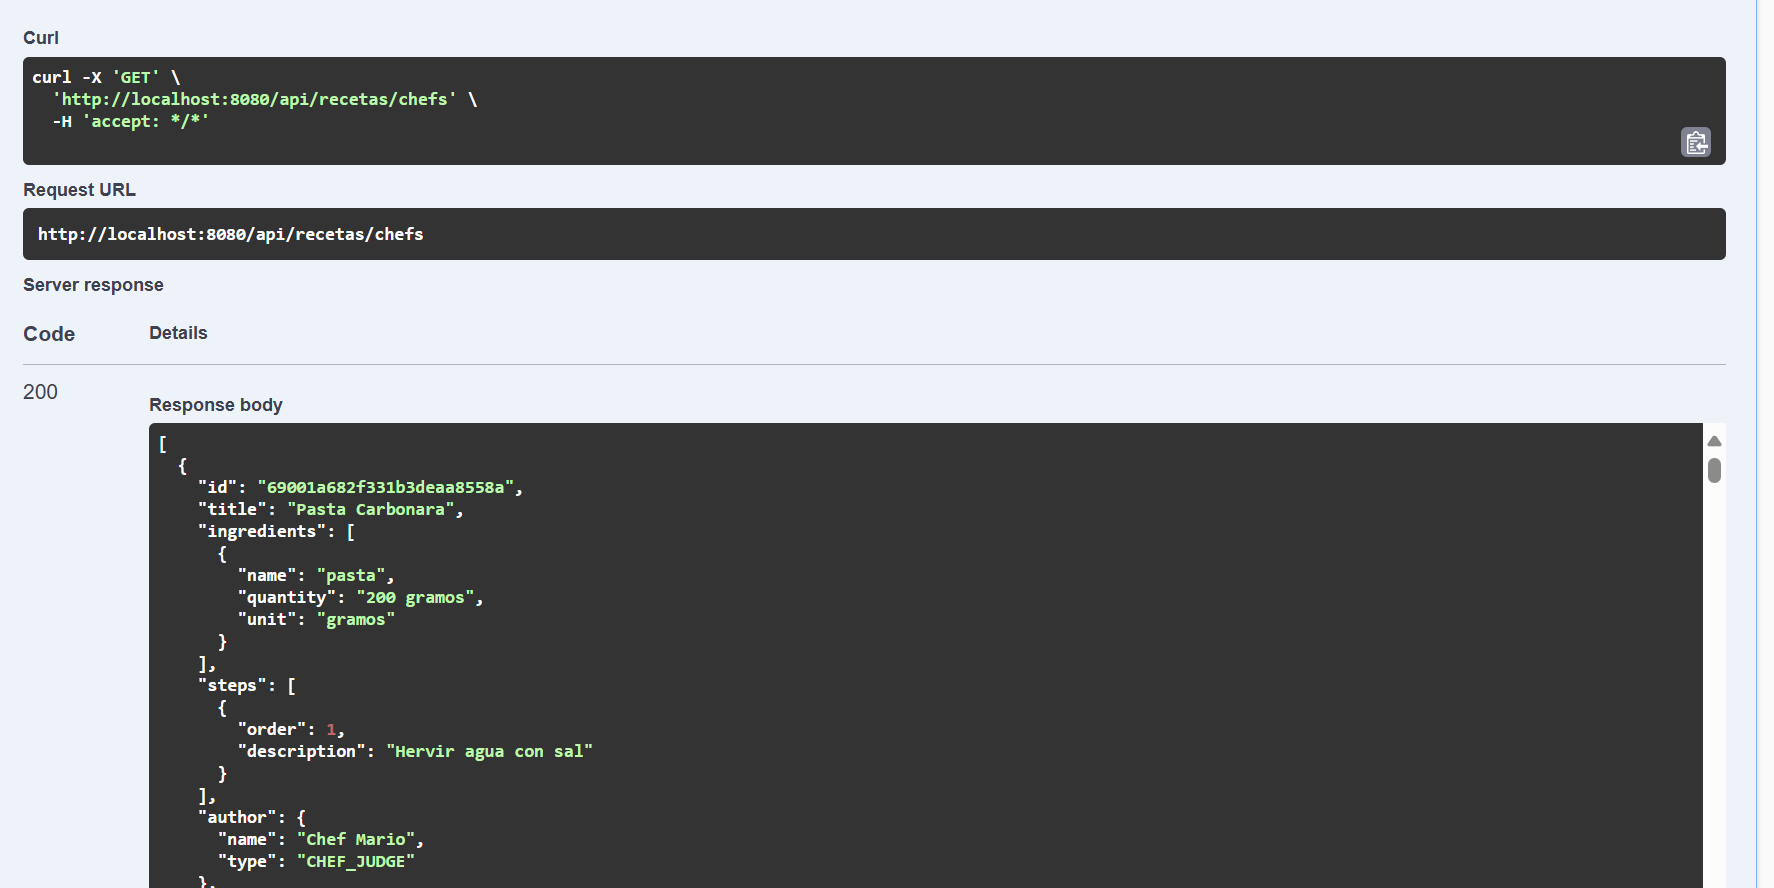 Curl
curl -X 'GET' \
  'http://localhost:8080/api/recetas/chefs' \
  -H 'accept: */*'
Request URL
http://localhost:8080/api/recetas/chefs
Server response
Code Details
200
Response body
[
  {
    "id": "69001a682f331b3deaa8558a",
    "title": "Pasta Carbonara",
    "ingredients": [
      {
        "name": "pasta",
        "quantity": "200 gramos",
        "unit": "gramos"
      }
    ],
    "steps": [
      {
        "order": 1,
        "description": "Hervir agua con sal"
      }
    ],
    "author": {
      "name": "Chef Mario",
      "type": "CHEF_JUDGE"
    },